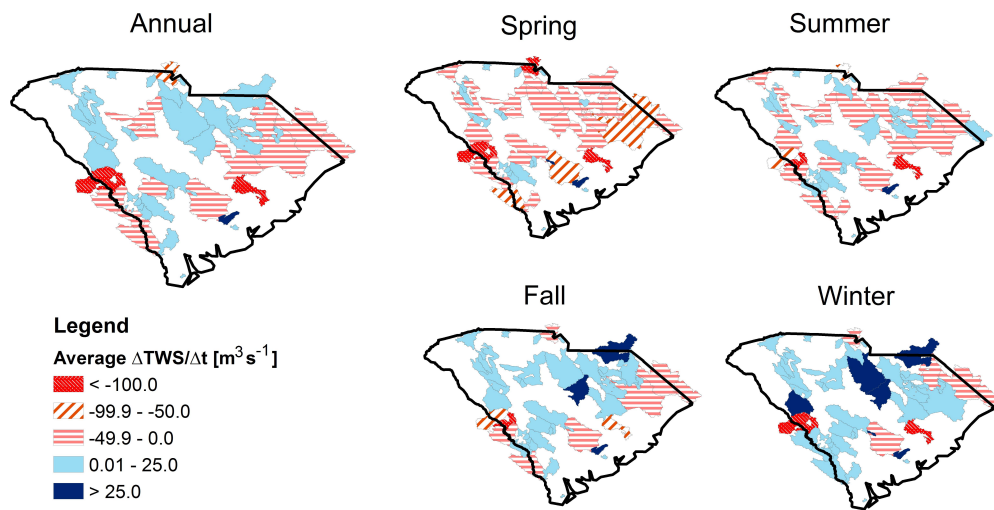 Annual
Spring
Summer
Fall
Winter
Legend
Average ΔTWS/Δt [m³s⁻¹]
< -100.0
-99.9 - -50.0
-49.9 - 0.0
0.01 - 25.0
> 25.0